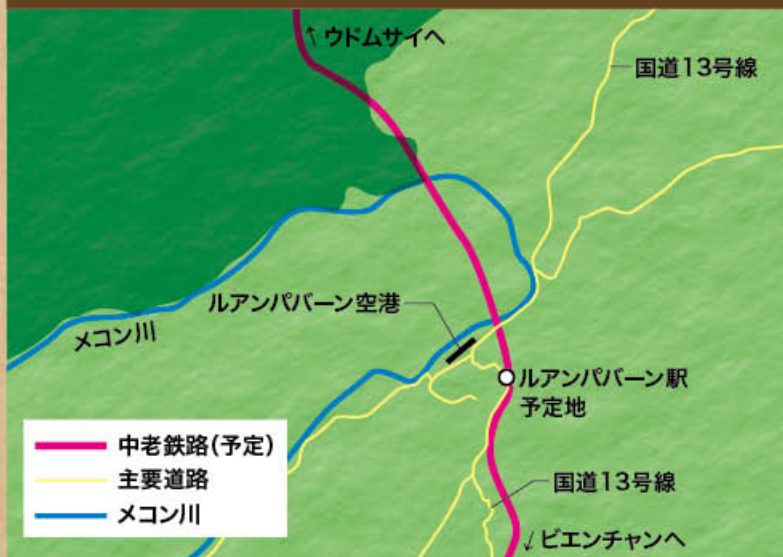 ↑ウドムサイへ
国道13号線
ルアンパバーン空港
メコン川
ルアンパバーン駅
予定地
中老鉄路(予定)
主要道路
メコン川
国道13号線
↓ビエンチャンへ